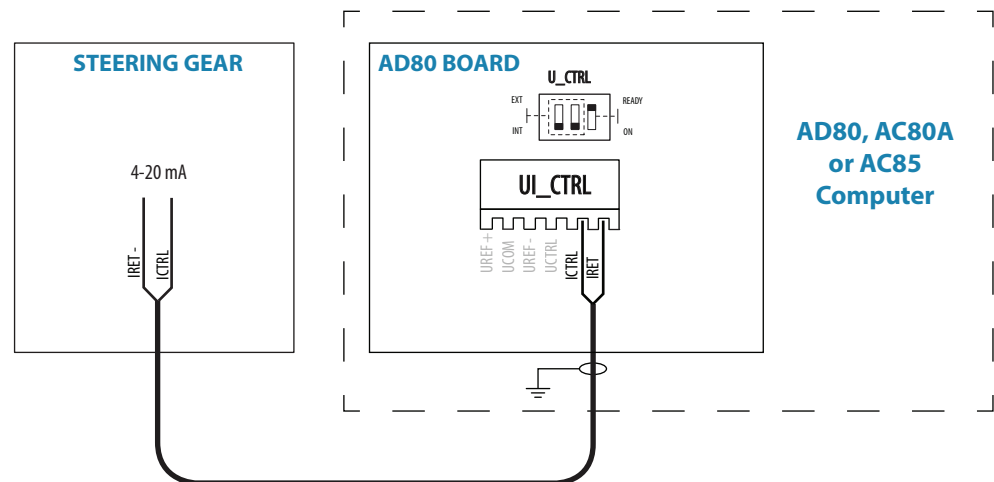 STEERING GEAR
4-20 mA
IRET -
ICTRL
AD80 BOARD
U_CTRL
EXT
INT
READY
ON
UI_CTRL
UREF +
UCOM
UREF -
UCTRL
ICTRL
IRET
AD80, AC80A
or AC85
Computer